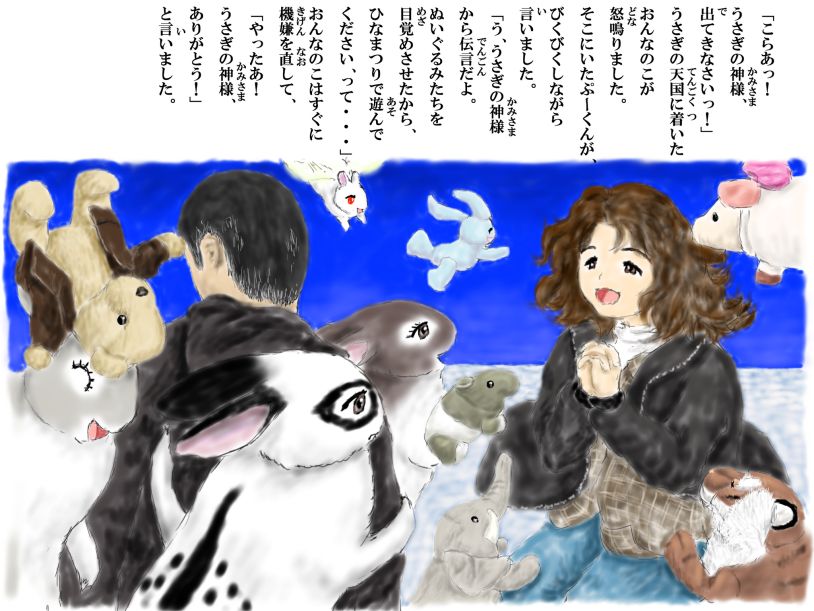 「こらあっ！
うさぎの神様、
出てきなさいっ！」
うさぎの天国に着いた
おんなのこが
怒鳴りました。
そこにいたぷーくんが、
びくびくしながら
言いました。
「う、うさぎの神様
から伝言だよ。
ぬいぐるみたちを
目覚めさせたから、
ひなまつりで遊んで
ください、って・・・」
おんなのこはすぐに
機嫌を直して、
「やったあ！
うさぎの神様
ありがとう！」
と言いました。